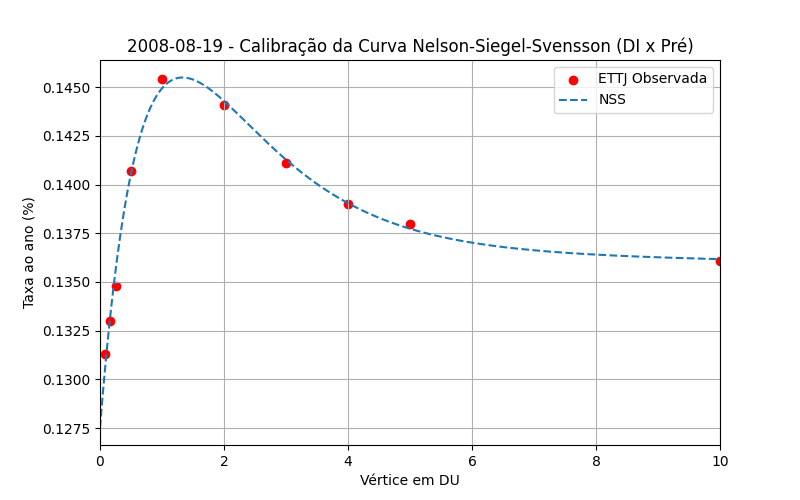 2008-08-19 - Calibração da Curva Nelson-Siegel-Svensson (DI x Pré)
ETTJ Observada
NSS
Taxa ao ano (%)
0.1450
0.1425
0.1400
0.1375
0.1350
0.1325
0.1300
0.1275
0 2 4 6 8 10
Vértice em DU